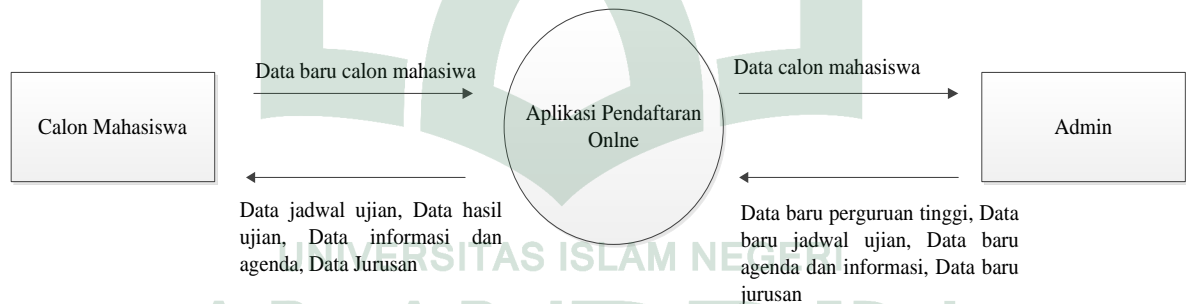 Data baru calon mahasiwa
Data calon mahasiswa
Calon Mahasiswa
Aplikasi Pendaftaran
Onlne
Admin
Data jadwal ujian, Data hasil
ujian, Data informasi dan
agenda, Data Jurusan
Data baru perguruan tinggi, Data
baru jadwal ujian, Data baru
agenda dan informasi, Data baru
jurusan
UNIVERSITAS ISLAM NEGERI